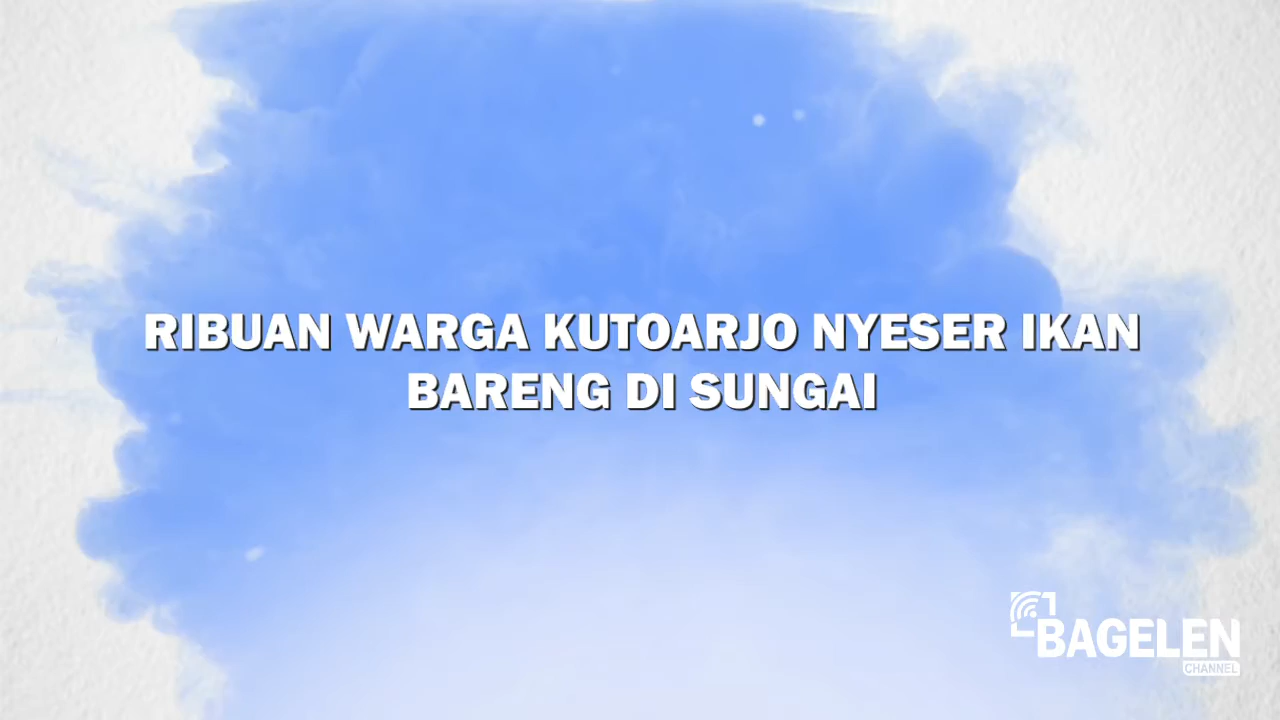 RIBUAN WARGA KUTOARJO NYESER IKAN
BARENG DI SUNGAI
BAGELEN
CHANNEL